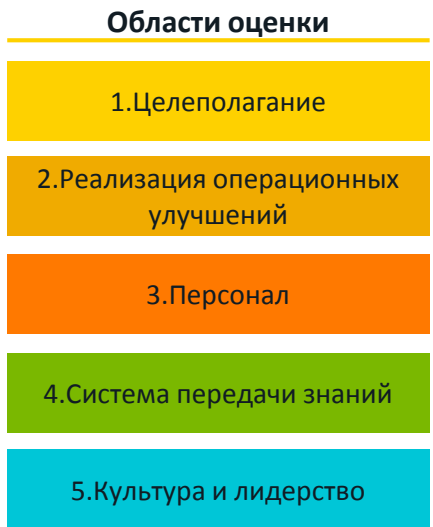 Области оценки
1.Целеполагание
2.Реализация операционных
улучшений
3.Персонал
4.Система передачи знаний
5.Культура и лидерство